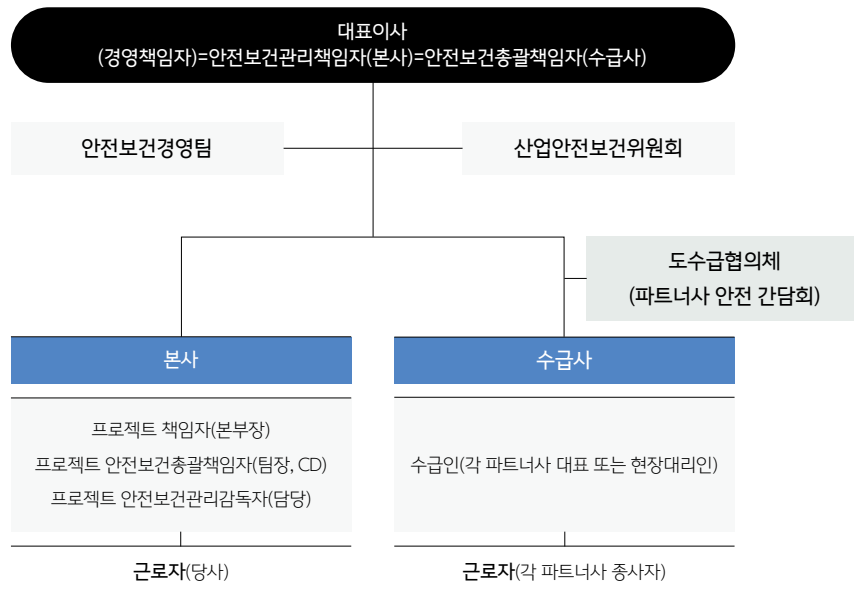 대표이사
(경영책임자)=안전보건관리책임자(본사)=안전보건총괄책임자(수급사)
안전보건경영팀
산업안전보건위원회
도수급협의체
(파트너사 안전 간담회)
본사
수급사
프로젝트 책임자(본부장)
프로젝트 안전보건총괄책임자(팀장, CD)
프로젝트 안전보건관리감독자(담당)
수급인(각 파트너사 대표 또는 현장대리인)
근로자(당사)
근로자(각 파트너사 종사자)